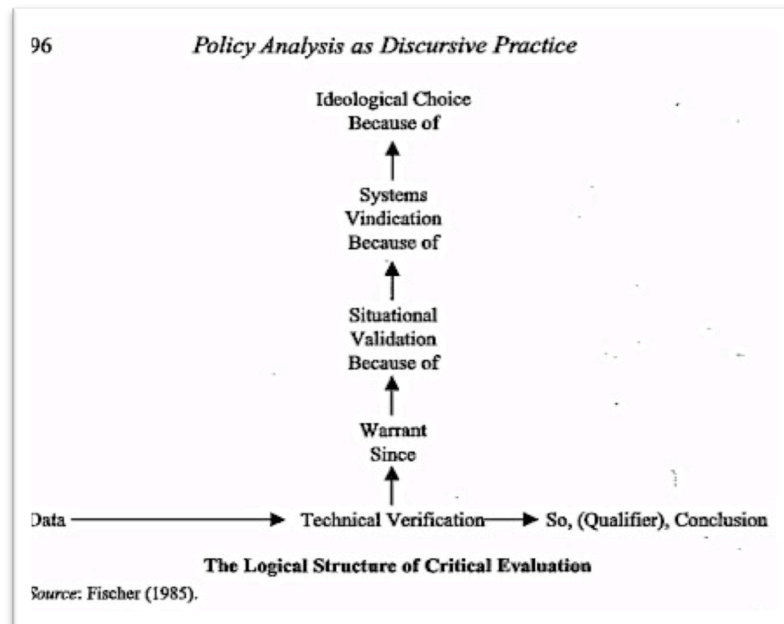 96 Policy Analysis as Discursive Practice
Ideological Choice
Because of
Systems
Vindication
Because of
Situational
Validation
Because of
Warrant
Since
Data Technical Verification So, (Qualifier), Conclusion
The Logical Structure of Critical Evaluation
Source: Fischer (1985).